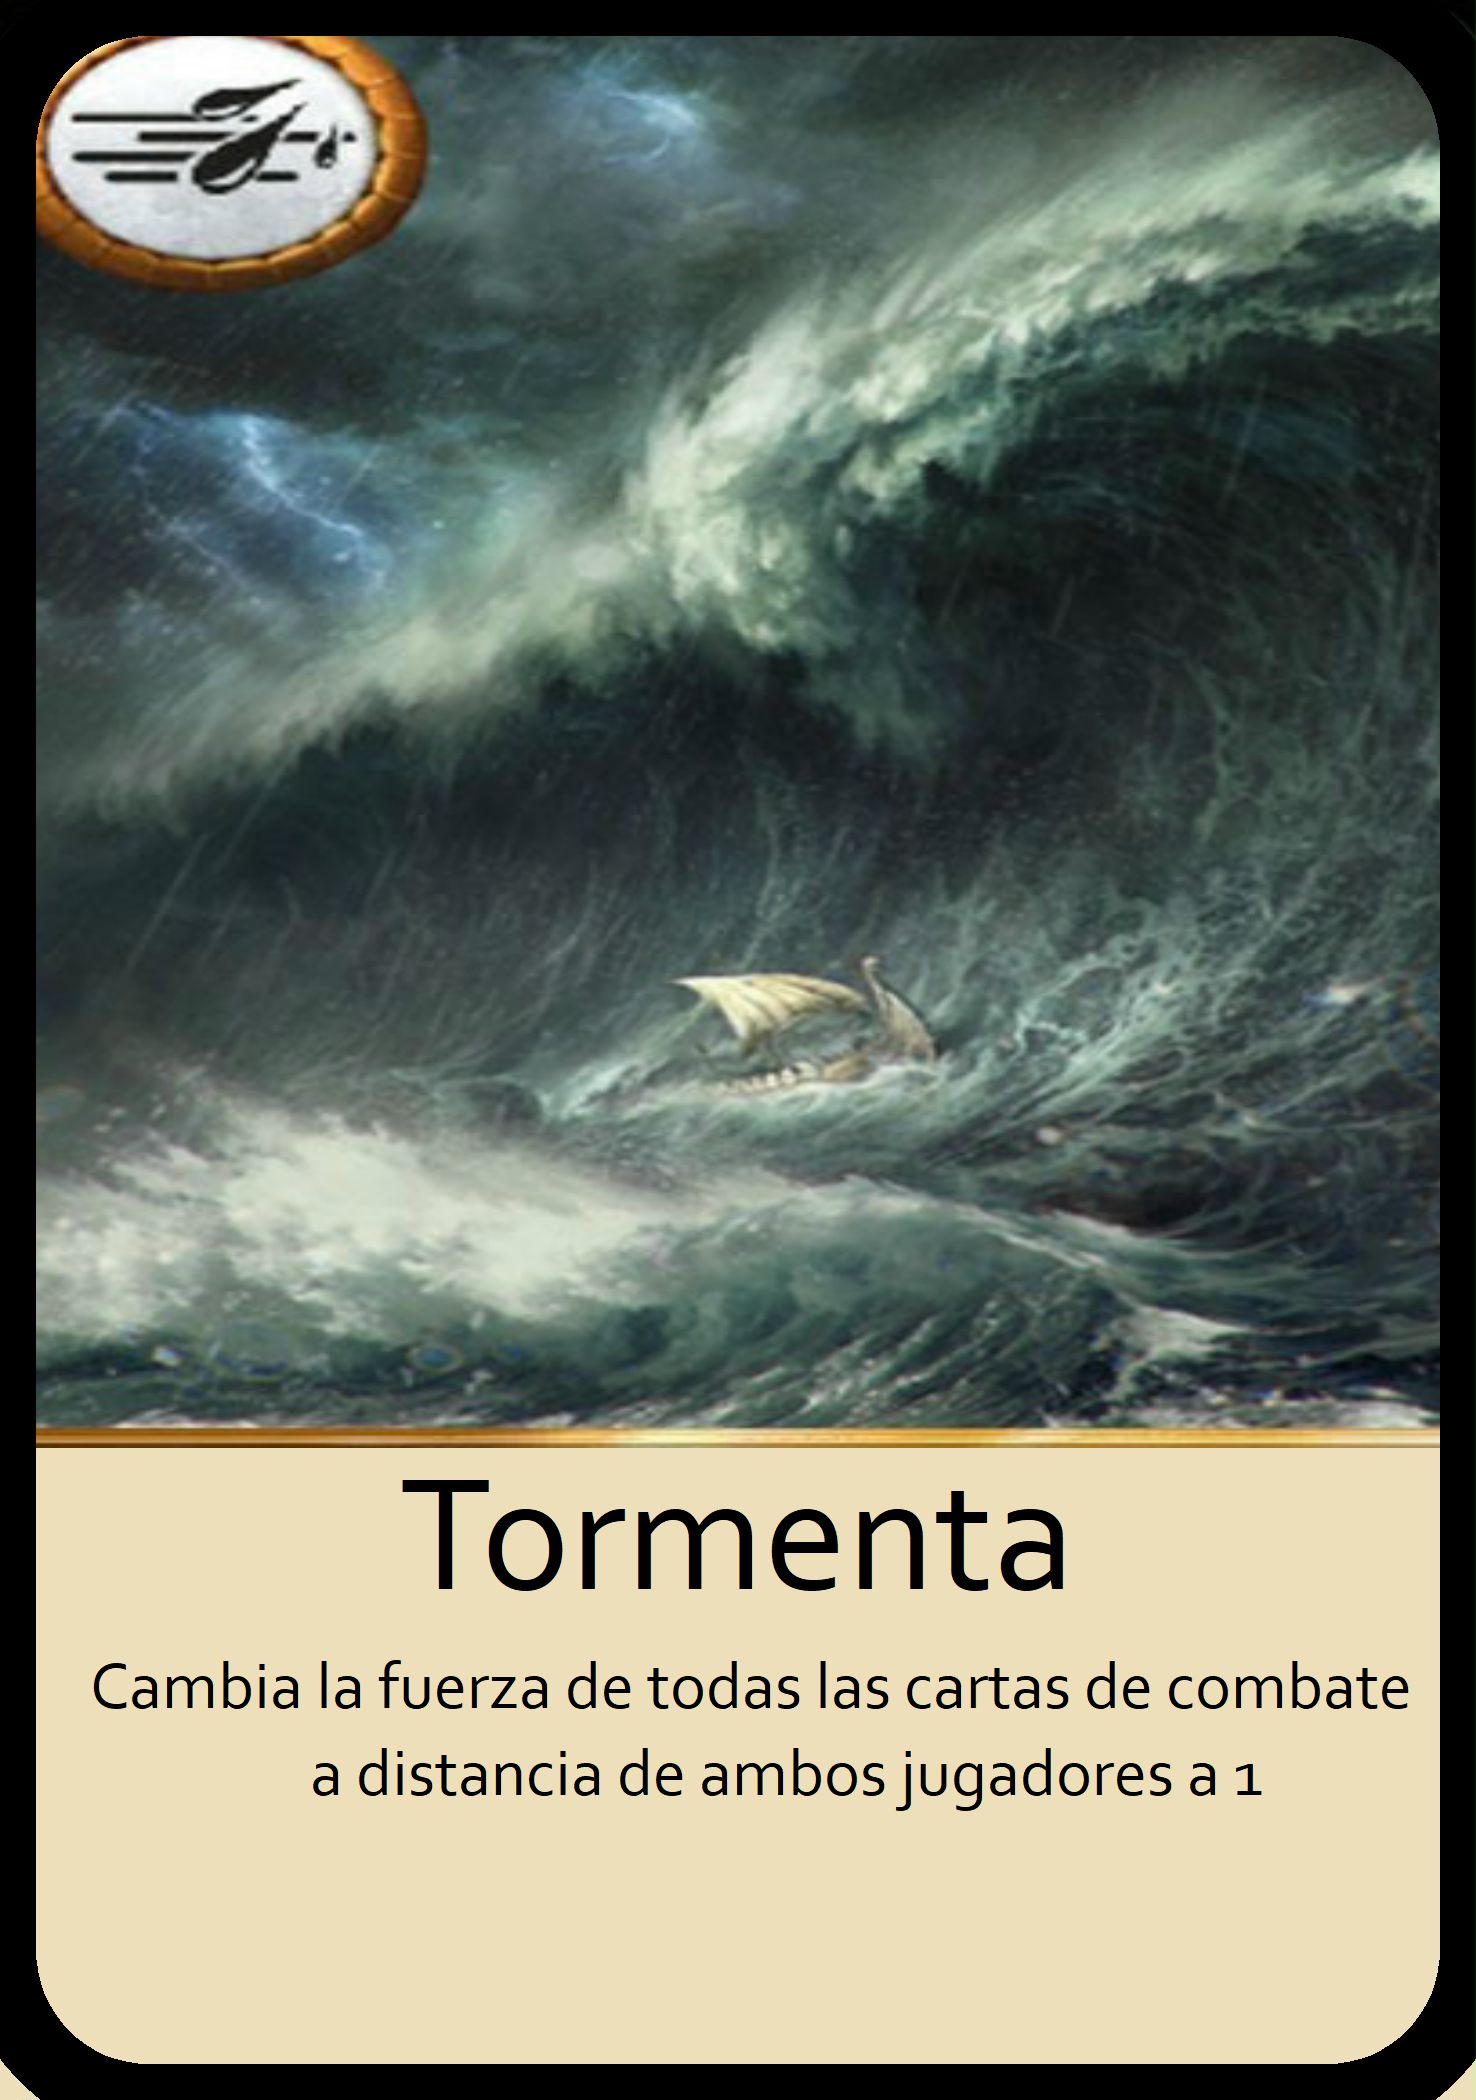 Tormenta
Cambia la fuerza de todas las cartas de combate
a distancia de ambos jugadores a 1